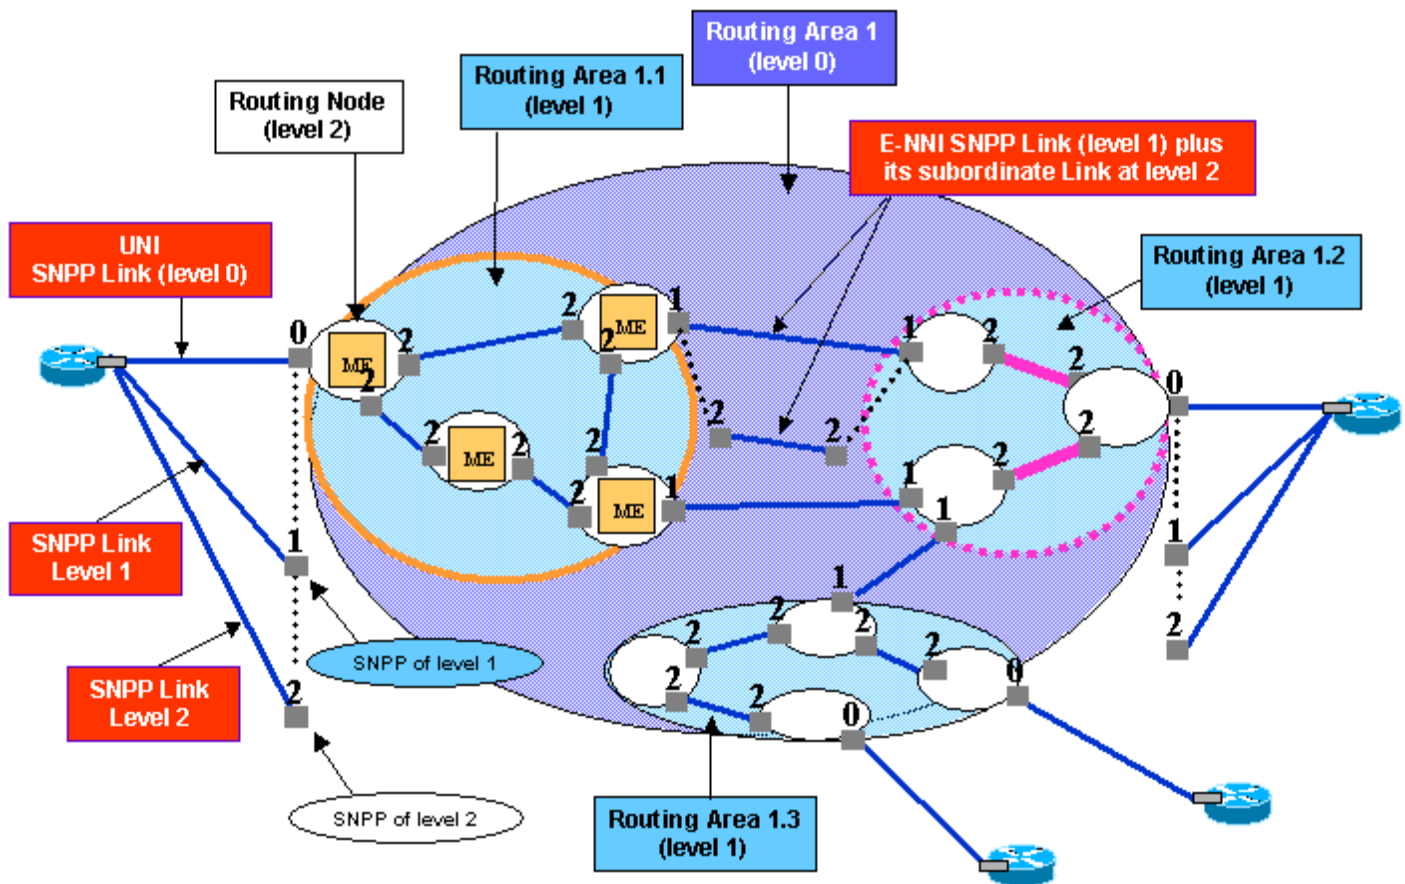 Routing Area 1
(level 0)
Routing Area 1.1
(level 1)
Routing Node
(level 2)
E-NNI SNPP Link (level 1) plus
its subordinate Link at level 2
UNI
SNPP Link (level 0)
Routing Area 1.2
(level 1)
0
ME
2
2
2
ME
2
1
1
2
2
0
2
ME
2
2
2
2
2
2
ME
1
1
2
1
SNPP Link
Level 1
1
1
1
2
2
2
2
0
2
SNPP of level 1
SNPP Link
Level 2
2
2
2
0
SNPP of level 2
Routing Area 1.3
(level 1)